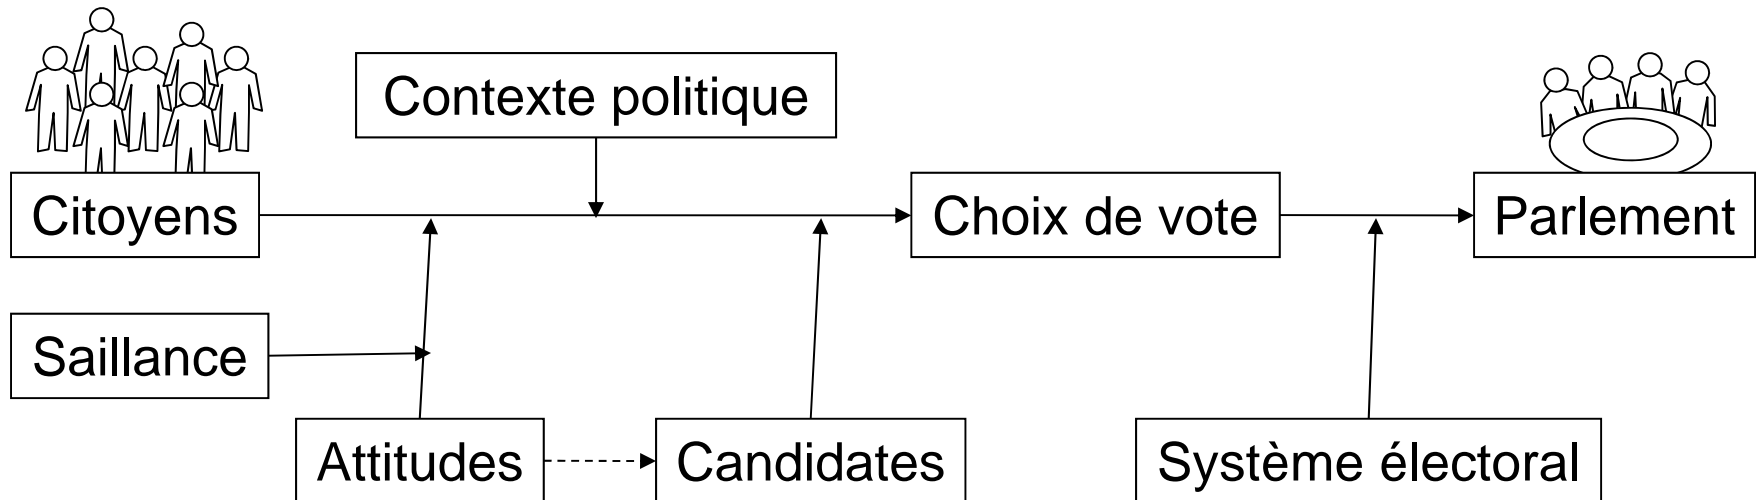 Contexte politique
Citoyens
Choix de vote
Parlement
Saillance
Attitudes
Candidates
Système électoral